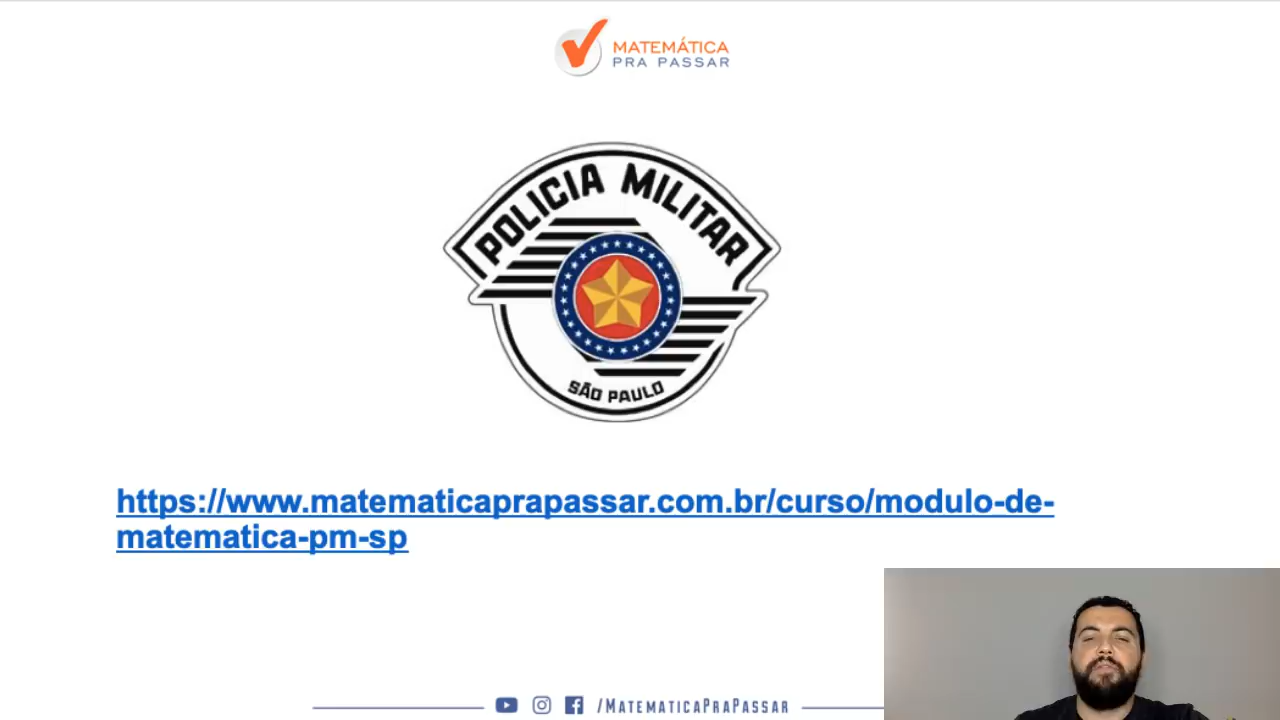 MATEMÁTICA
PRA PASSAR
POLICIA MILITAR
SÃO PAULO
https://www.matematicaprapassar.com.br/curso/modulo-de-
matematica-pm-sp
/MATEMATICAPRAPASSAR